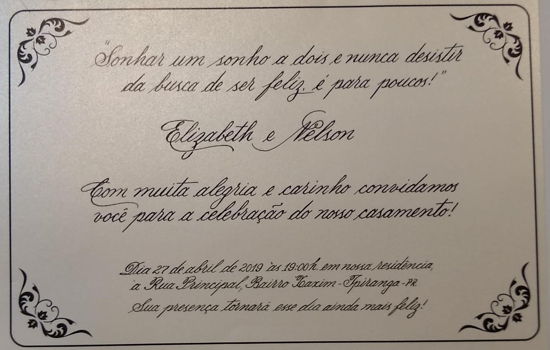 "Sonhar um sonho a dois e nunca desistir
da busca de ser feliz, é para poucos!"
Elizabeth e Nelson
Com muita alegria e carinho convidamos
você para a celebração do nosso casamento!
Dia 27 de abril de 2019 às 19:00h em nossa residência,
a Rua Principal, Bairro Laxim - Ipiranga - PR
Sua presença tornará esse dia ainda mais feliz!